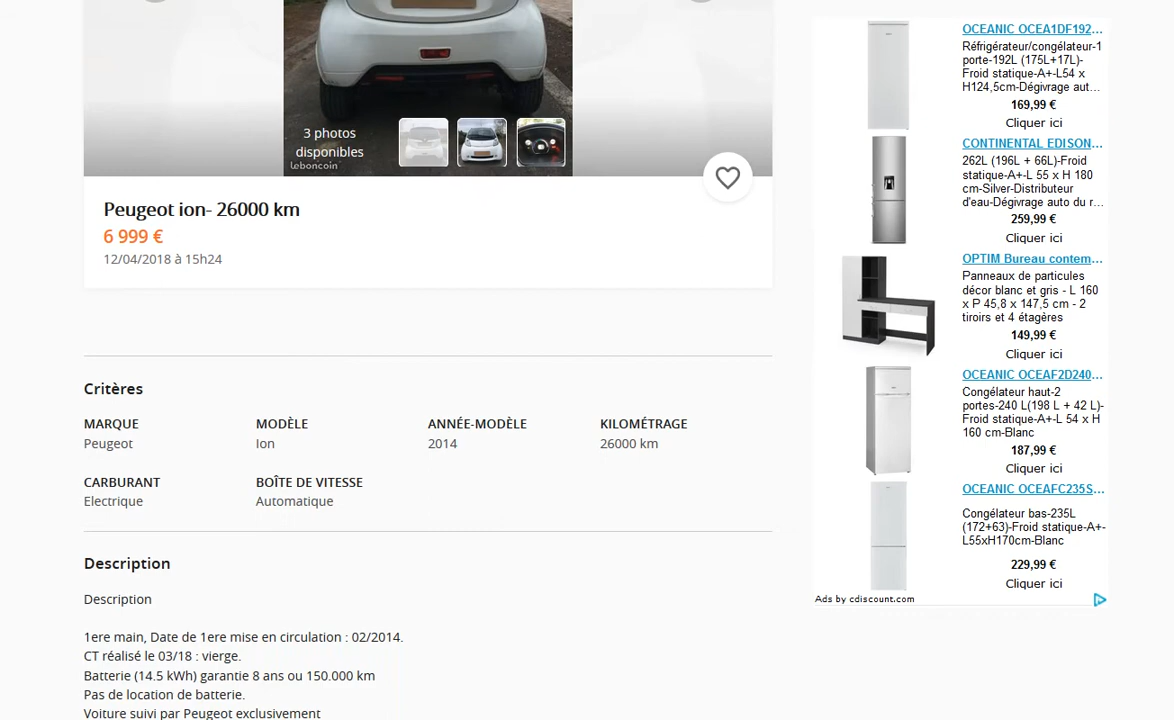 3 photos
disponibles
leboncoin
Peugeot ion- 26000 km
6 999 €
12/04/2018 à 15h24
Critères
MARQUE
Peugeot
MODÈLE
Ion
ANNÉE-MODÈLE
2014
KILOMÉTRAGE
26000 km
CARBURANT
Electrique
BOÎTE DE VITESSE
Automatique
Description
Description
1ere main, Date de 1ere mise en circulation : 02/2014.
CT réalisé le 03/18 : vierge.
Batterie (14.5 kWh) garantie 8 ans ou 150.000 km
Pas de location de batterie.
Voiture suivi par Peugeot exclusivement
OCEANIC OCEA1DF192...
Réfrigérateur/congélateur-1
porte-192L (175L+17L)-
Froid statique-A+-L54 x
H124,5cm-Dégivrage aut...
169,99 €
Cliquer ici
CONTINENTAL EDISON...
262L (196L + 66L)-Froid
statique-A+-L 55 x H 180
cm-Silver-Distributeur
d'eau-Dégivrage auto du r...
259,99 €
Cliquer ici
OPTIM Bureau contem...
Panneaux de particules
décor blanc et gris - L 160
x P 45,8 x 147,5 cm - 2
tiroirs et 4 étagères
149,99 €
Cliquer ici
OCEANIC OCEAF2D240...
Congélateur haut-2
portes-240 L(198 L + 42 L)-
Froid statique-A+-L 54 x H
160 cm-Blanc
187,99 €
Cliquer ici
OCEANIC OCEAFC235S...
Congélateur bas-235L
(172+63)-Froid statique-A+-
L55xH170cm-Blanc
229,99 €
Cliquer ici
Ads by cdiscount.com